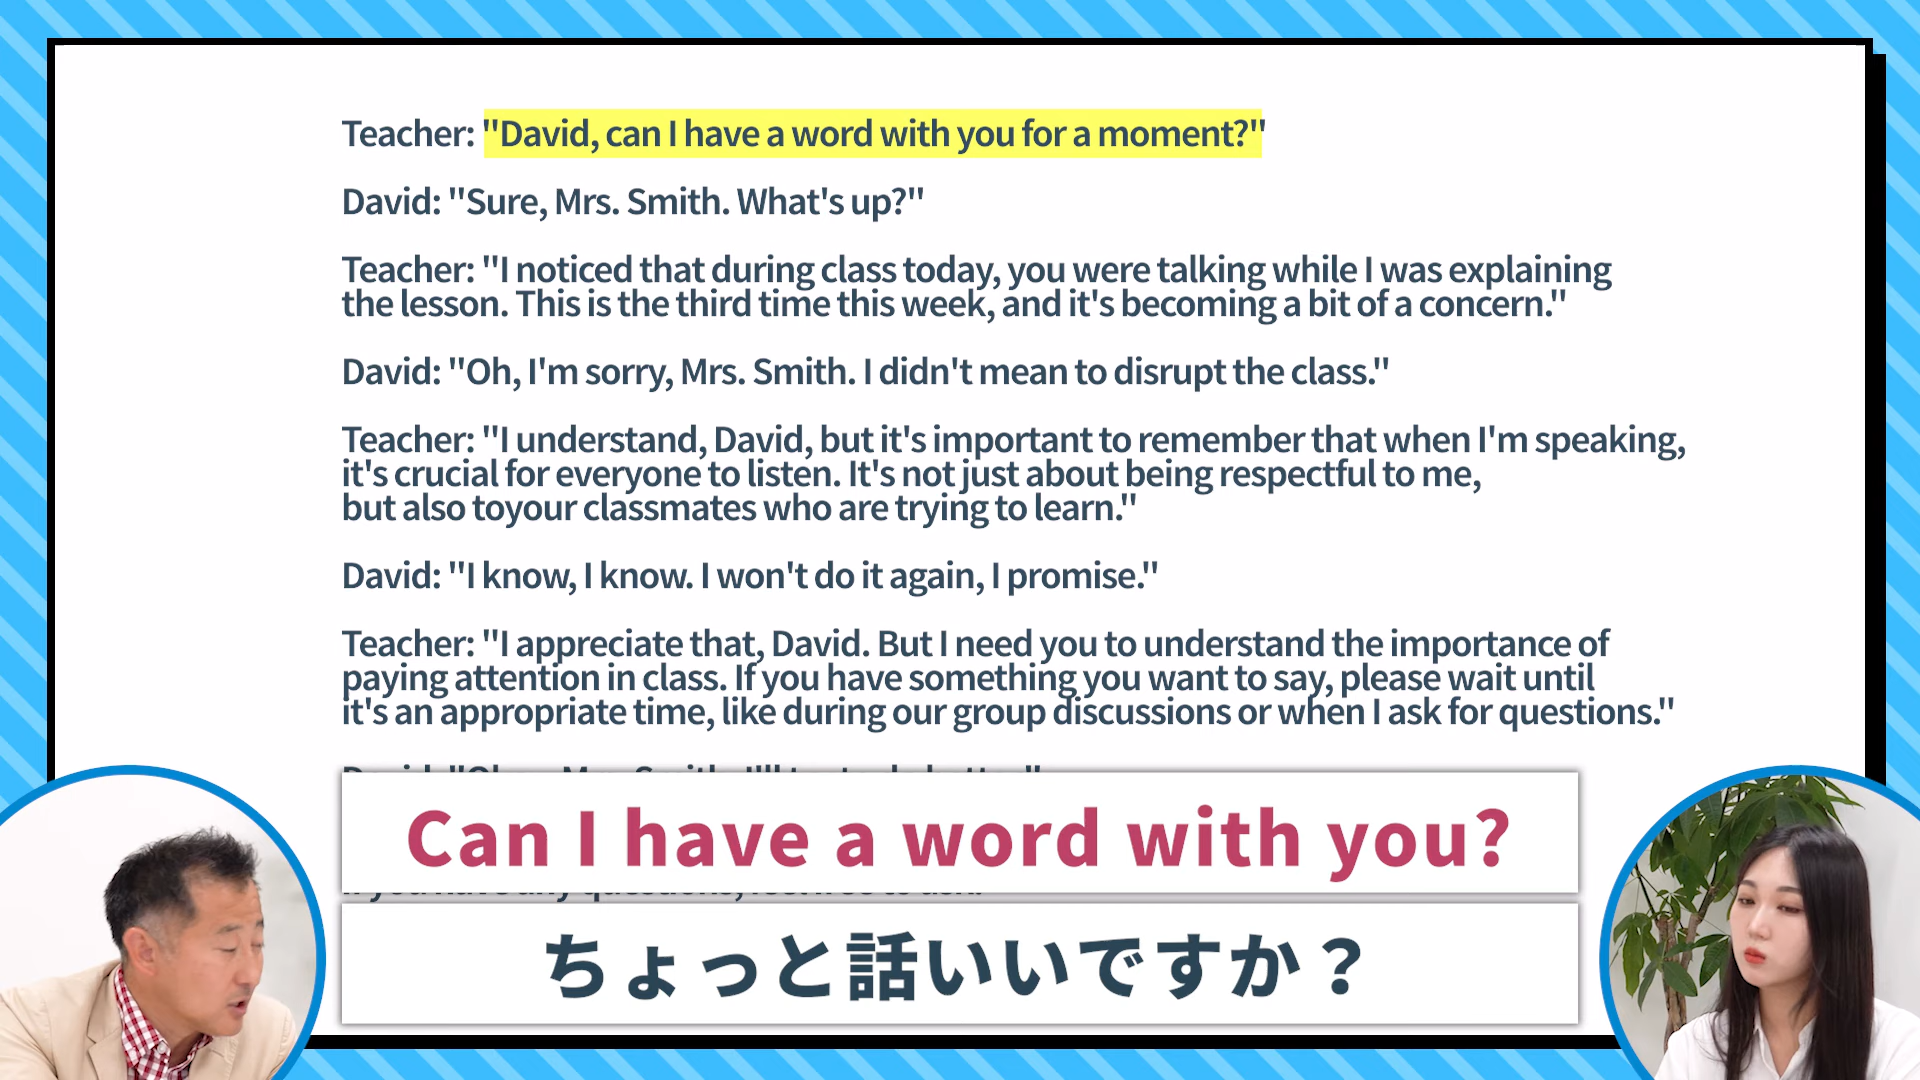 Teacher: "David, can I have a word with you for a moment?"
David: "Sure, Mrs. Smith. What's up?"
Teacher: "I noticed that during class today, you were talking while I was explaining
the lesson. This is the third time this week, and it's becoming a bit of a concern."
David: "Oh, I'm sorry, Mrs. Smith. I didn't mean to disrupt the class."
Teacher: "I understand, David, but it's important to remember that when I'm speaking,
it's crucial for everyone to listen. It's not just about being respectful to me,
but also toyour classmates who are trying to learn."
David: "I know, I know. I won't do it again, I promise."
Teacher: "I appreciate that, David. But I need you to understand the importance of
paying attention in class. If you have something you want to say, please wait until
it's an appropriate time, like during our group discussions or when I ask for questions."
Can I have a word with you?
ちょっと話いいですか？